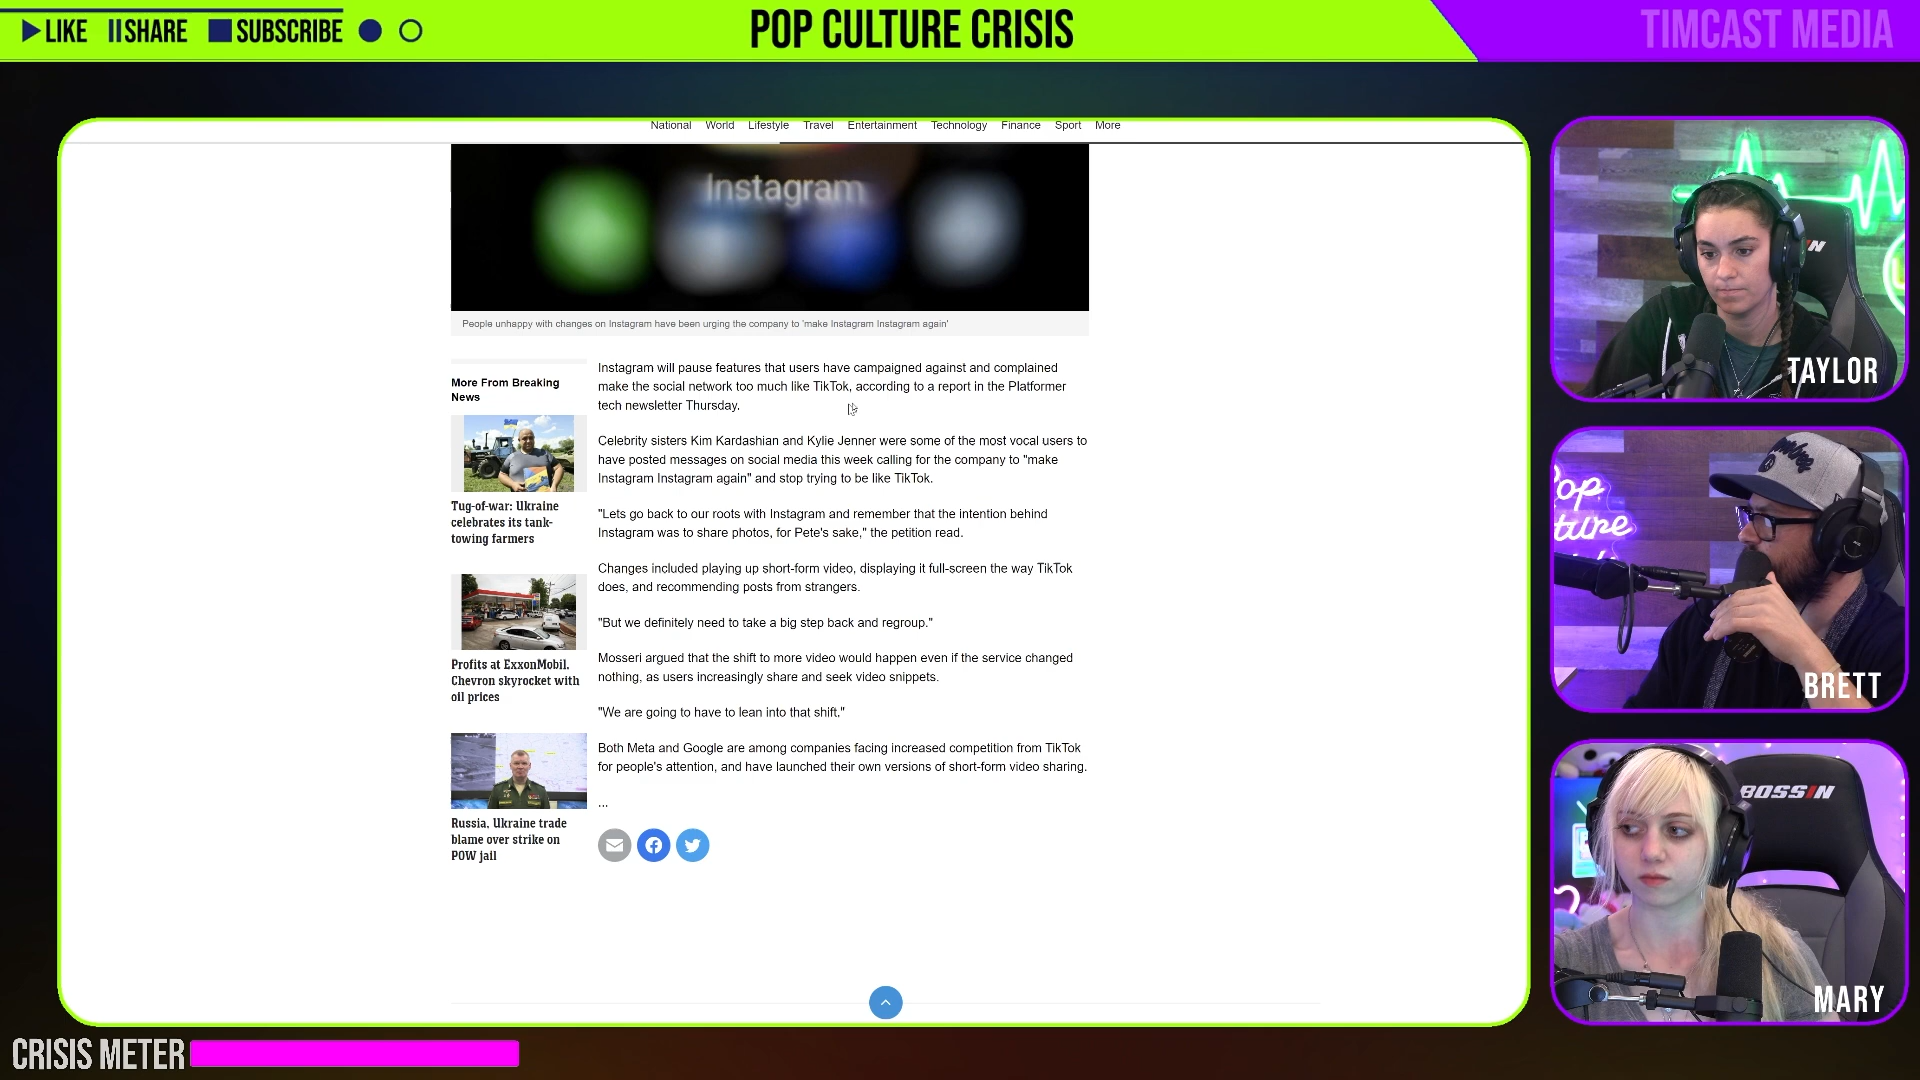 LIKE SHARE SUBSCRIBE
POP CULTURE CRISIS
TIMCAST MEDIA
National World Lifestyle Travel Entertainment Technology Finance Sport More
Instagram
People unhappy with changes on Instagram have been urging the company to 'make Instagram Instagram again'
More From Breaking
News
Tug-of-war: Ukraine
celebrates its tank-
towing farmers
Profits at ExxonMobil,
Chevron skyrocket with
oil prices
Russia, Ukraine trade
blame over strike on
POW jail
Instagram will pause features that users have campaigned against and complained
make the social network too much like TikTok, according to a report in the Platformer
tech newsletter Thursday.
Celebrity sisters Kim Kardashian and Kylie Jenner were some of the most vocal users to
have posted messages on social media this week calling for the company to "make
Instagram Instagram again" and stop trying to be like TikTok.
"Lets go back to our roots with Instagram and remember that the intention behind
Instagram was to share photos, for Pete's sake," the petition read.
Changes included playing up short-form video, displaying it full-screen the way TikTok
does, and recommending posts from strangers.
"But we definitely need to take a big step back and regroup."
Mosseri argued that the shift to more video would happen even if the service changed
nothing, as users increasingly share and seek video snippets.
"We are going to have to lean into that shift."
Both Meta and Google are among companies facing increased competition from TikTok
for people's attention, and have launched their own versions of short-form video sharing.
...
TAYLOR
BRETT
BOSSIN
MARY
CRISIS METER